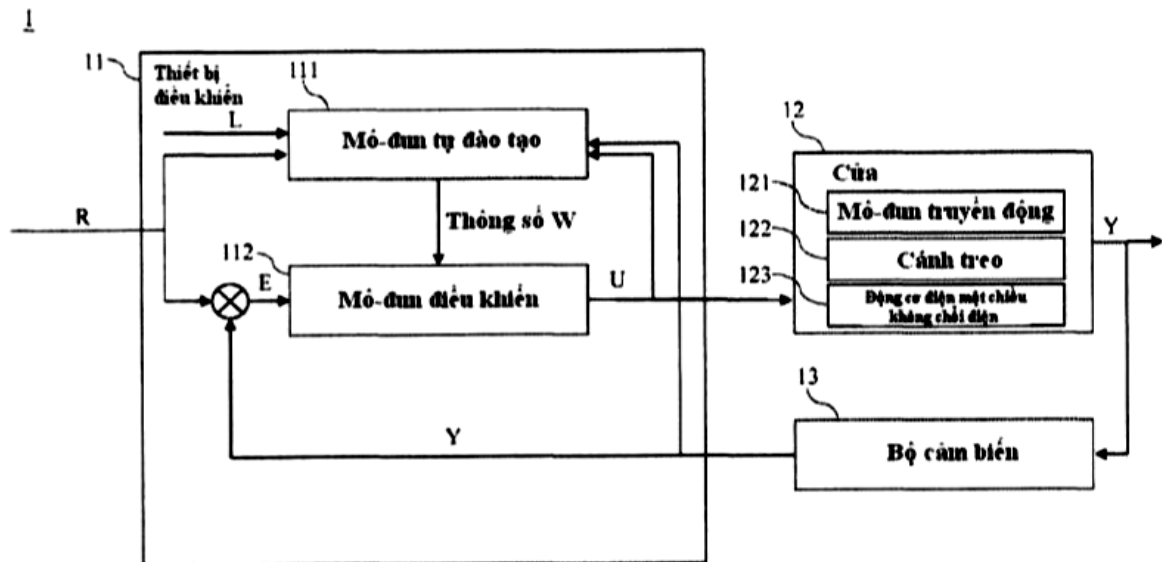 1
11
Thiết bị
điều khiển
111
L
Mô-đun tự đào tạo
R
Thông số W
112
E
Mô-đun điều khiển
U
12
Cửa
121
Mô-đun truyền động
122
Cánh treo
123
Động cơ điện một chiều
không chổi điện
Y
13
Bộ cảm biến
Y